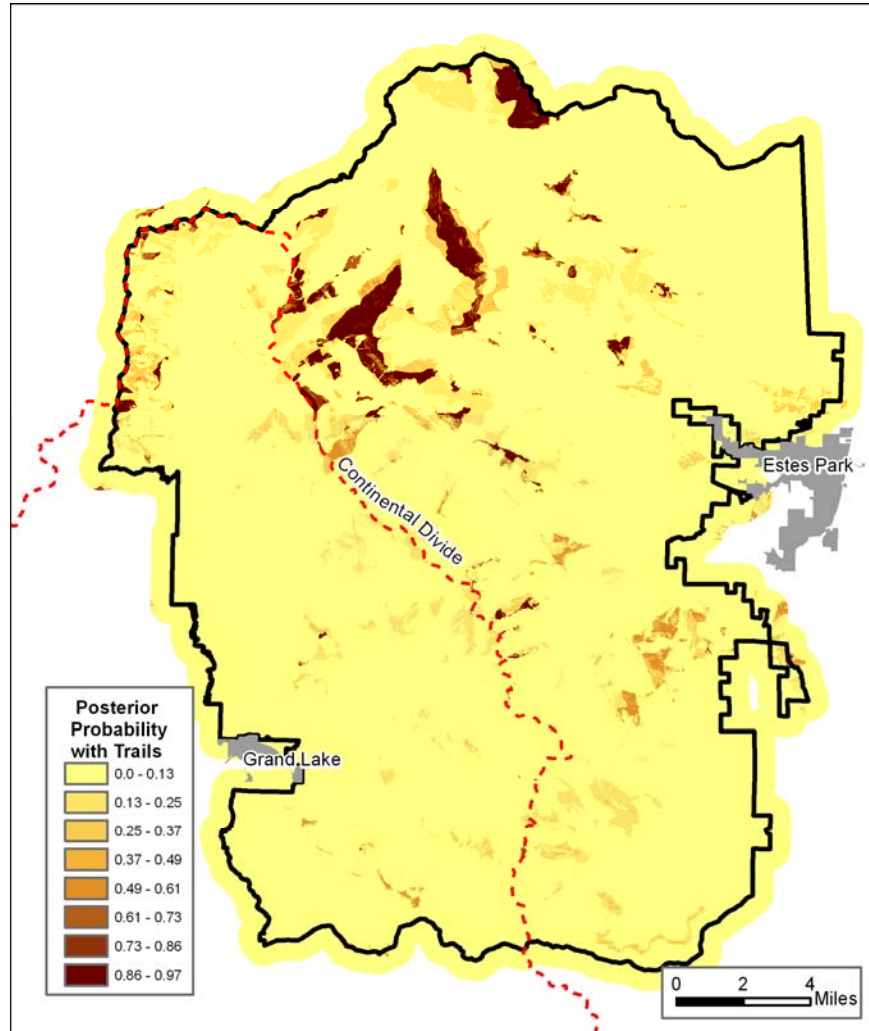 Estes Park
Continental Divide
Grand Lake
Posterior
Probability
with Trails
0.0 - 0.13
0.13 - 0.25
0.25 - 0.37
0.37 - 0.49
0.49 - 0.61
0.61 - 0.73
0.73 - 0.86
0.86 - 0.97
0 2 4
Miles